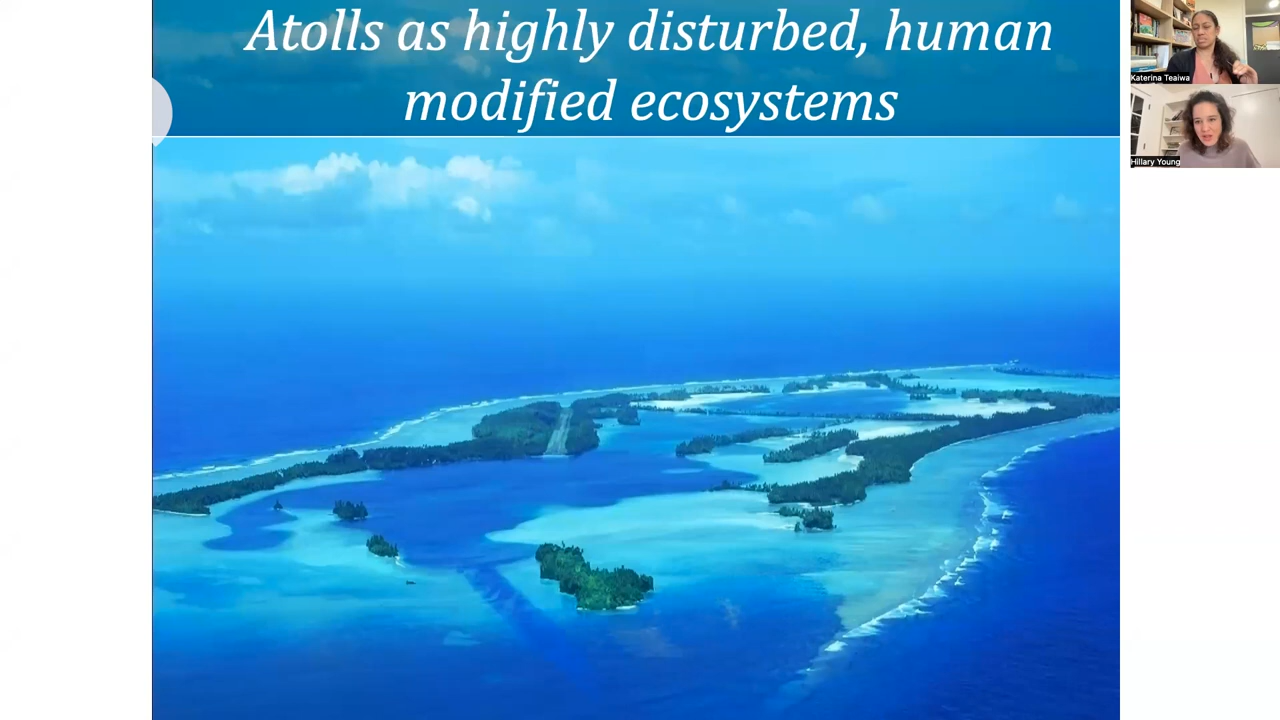 Atolls as highly disturbed, human
modified ecosystems
Katerina Teaiwa
Hillary Young